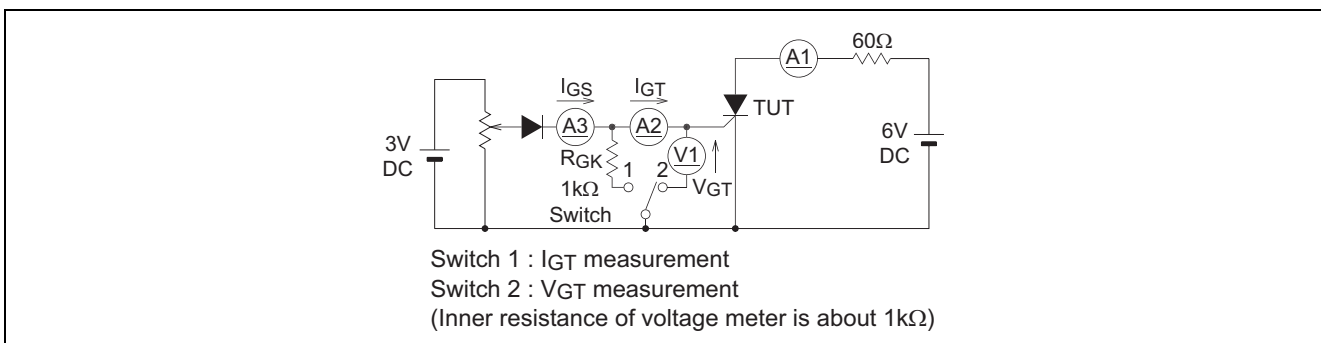 60Ω
A1
IGS
IGT
TUT
3V
DC
A3
A2
V1
6V
DC
RGK
1
2
1kΩ
VGT
Switch
Switch 1 : IGT measurement
Switch 2 : VGT measurement
(Inner resistance of voltage meter is about 1kΩ)